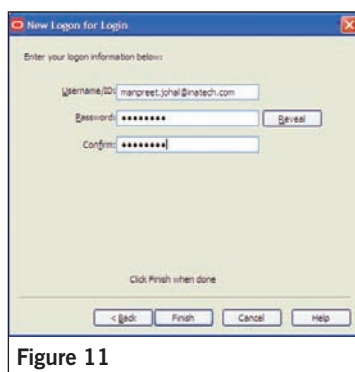 New Logon for Login
Enter your logon information below:
Username/ID: manpreet.johal@inatech.com
Password: ●●●●●●●●
Reveal
Confirm: ●●●●●●●●
Click Finish when done
< Back
Finish
Cancel
Help
Figure 11